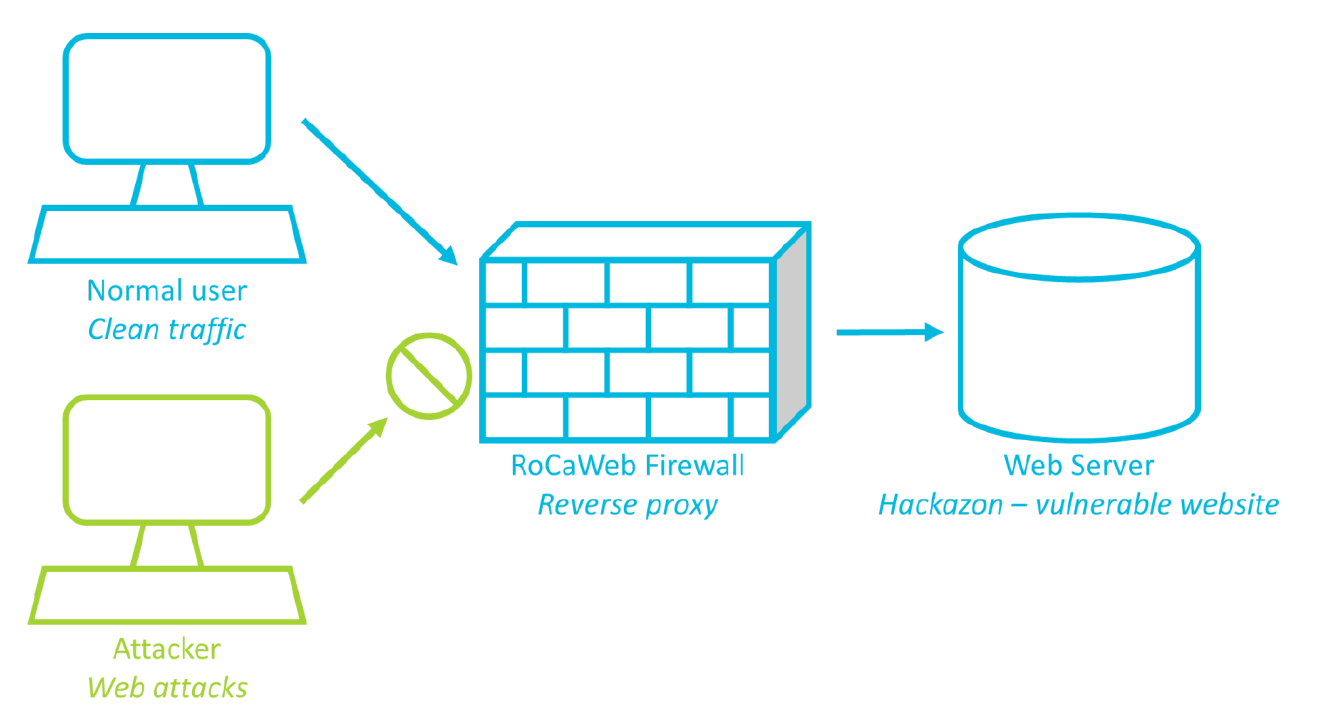 Normal user
Clean traffic
RoCaWeb Firewall
Reverse proxy
Web Server
Hackazon – vulnerable website
Attacker
Web attacks